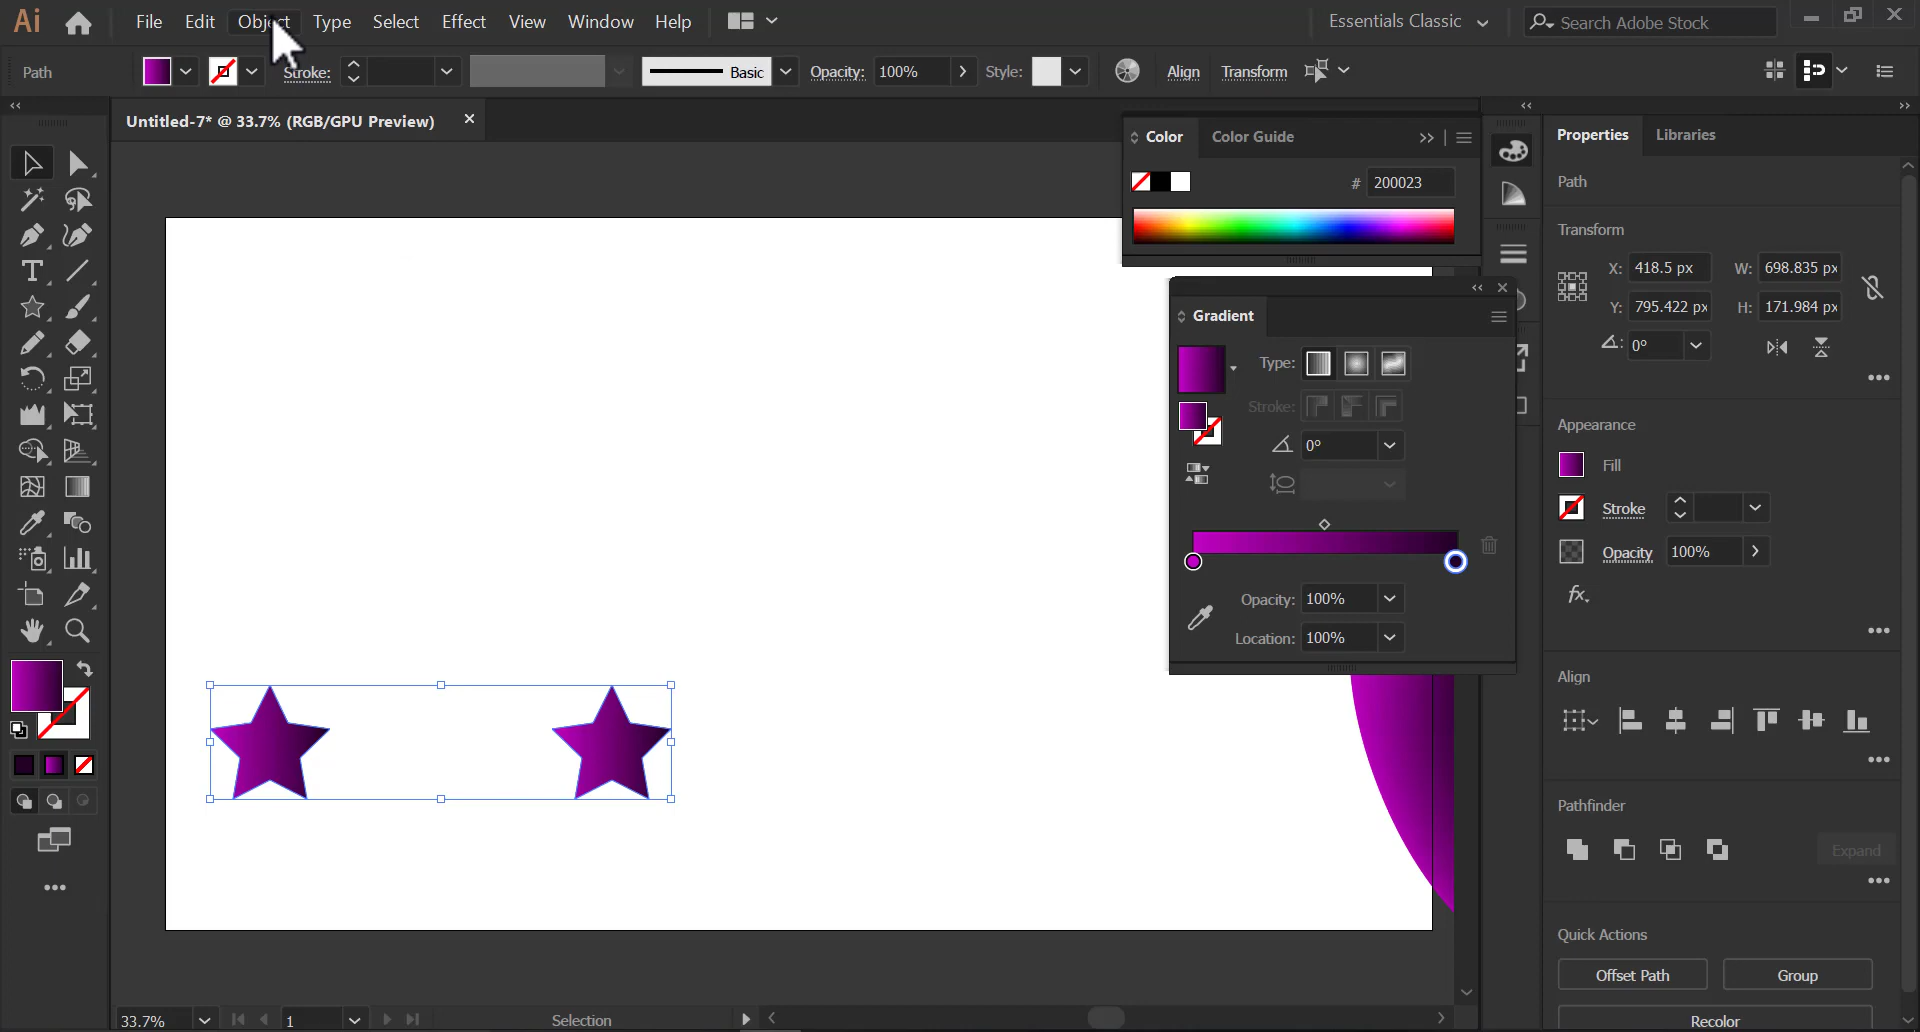 Ai File Edit Object Type Select Effect View Window Help Essentials Classic Search Adobe Stock
Path Stroke: Basic Opacity: 100% Style: Align Transform
Untitled-7* @ 33.7% (RGB/GPU Preview)
Color Color Guide
# 200023
Gradient
Type:
Stroke:
0°
Opacity: 100%
Location: 100%
Properties Libraries
Path
Transform
X: 418.5 px W: 698.835 px
Y: 795.422 px H: 171.984 px
0°
Appearance
Fill
Stroke
Opacity 100%
fx
Align
Pathfinder
Expand
Quick Actions
Offset Path Group
Recolor
33.7% 1 Selection